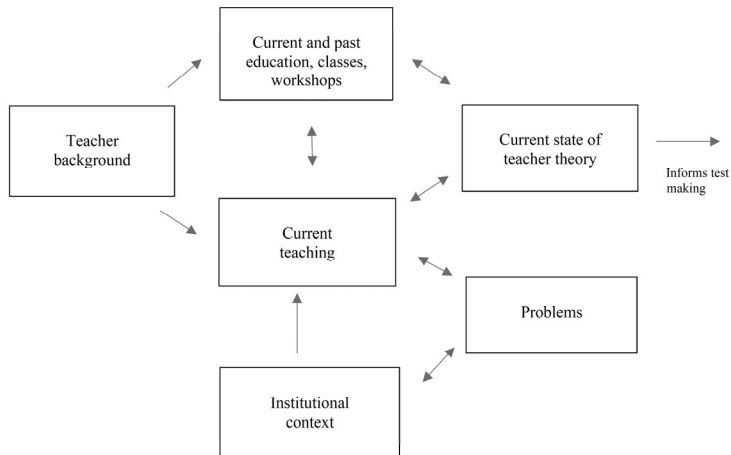 Current and past
education, classes,
workshops
Teacher
background
Current state of
teacher theory
Informs test
making
Current
teaching
Problems
Institutional
context